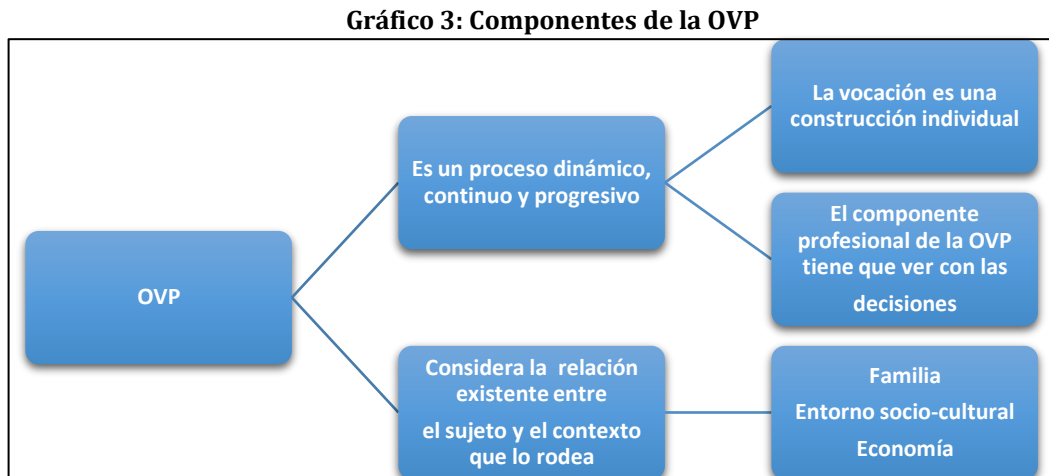 Gráfico 3: Componentes de la OVP
OVP
Es un proceso dinámico,
continuo y progresivo
La vocación es una
construcción individual
El componente
profesional de la OVP
tiene que ver con las
decisiones
Considera la relación
existente entre
el sujeto y el contexto
que lo rodea
Familia
Entorno socio-cultural
Economía